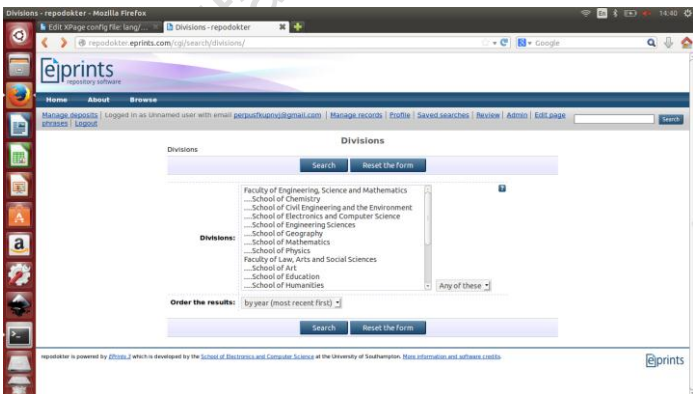 Divisions - repodokter - Mozilla Firefox
En
14:40
Edit XPage config file: lang/...
Divisions - repodokter
repodokter.eprints.com/cgi/search/divisions/
Google
eprints
repository software
Home About Browse
Manage deposits | Logged in as Unnamed user with email perpusfkupnvj@gmail.com | Manage records | Profile | Saved searches | Review | Admin | Edit page
phrases | Logout
Search
Divisions
Divisions
Search Reset the form
Faculty of Engineering, Science and Mathematics
....School of Chemistry
....School of Civil Engineering and the Environment
....School of Electronics and Computer Science
....School of Engineering Sciences
....School of Geography
....School of Mathematics
....School of Physics
Faculty of Law, Arts and Social Sciences
....School of Art
....School of Education
....School of Humanities
Divisions:
Any of these
Order the results: by year (most recent first)
Search Reset the form
repodokter is powered by EPrints 3 which is developed by the School of Electronics and Computer Science at the University of Southampton. More information and software credits.
eprints